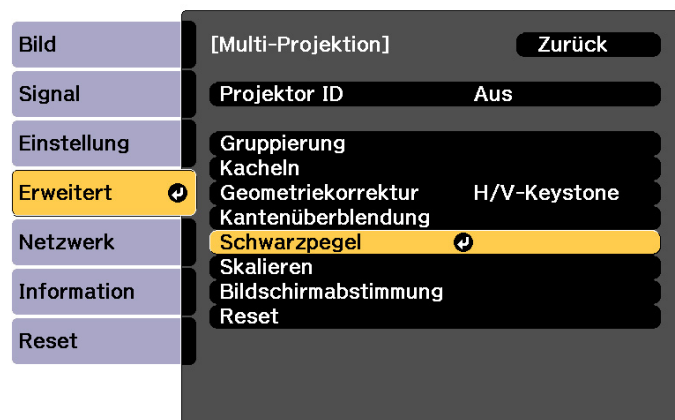 Bild
Signal
Einstellung
Erweitert
Netzwerk
Information
Reset
[Multi-Projektion] Zurück
Projektor ID Aus
Gruppierung
Kacheln
Geometriekorrektur H/V-Keystone
Kantenüberblendung
Schwarzpegel
Skalieren
Bildschirmabstimmung
Reset